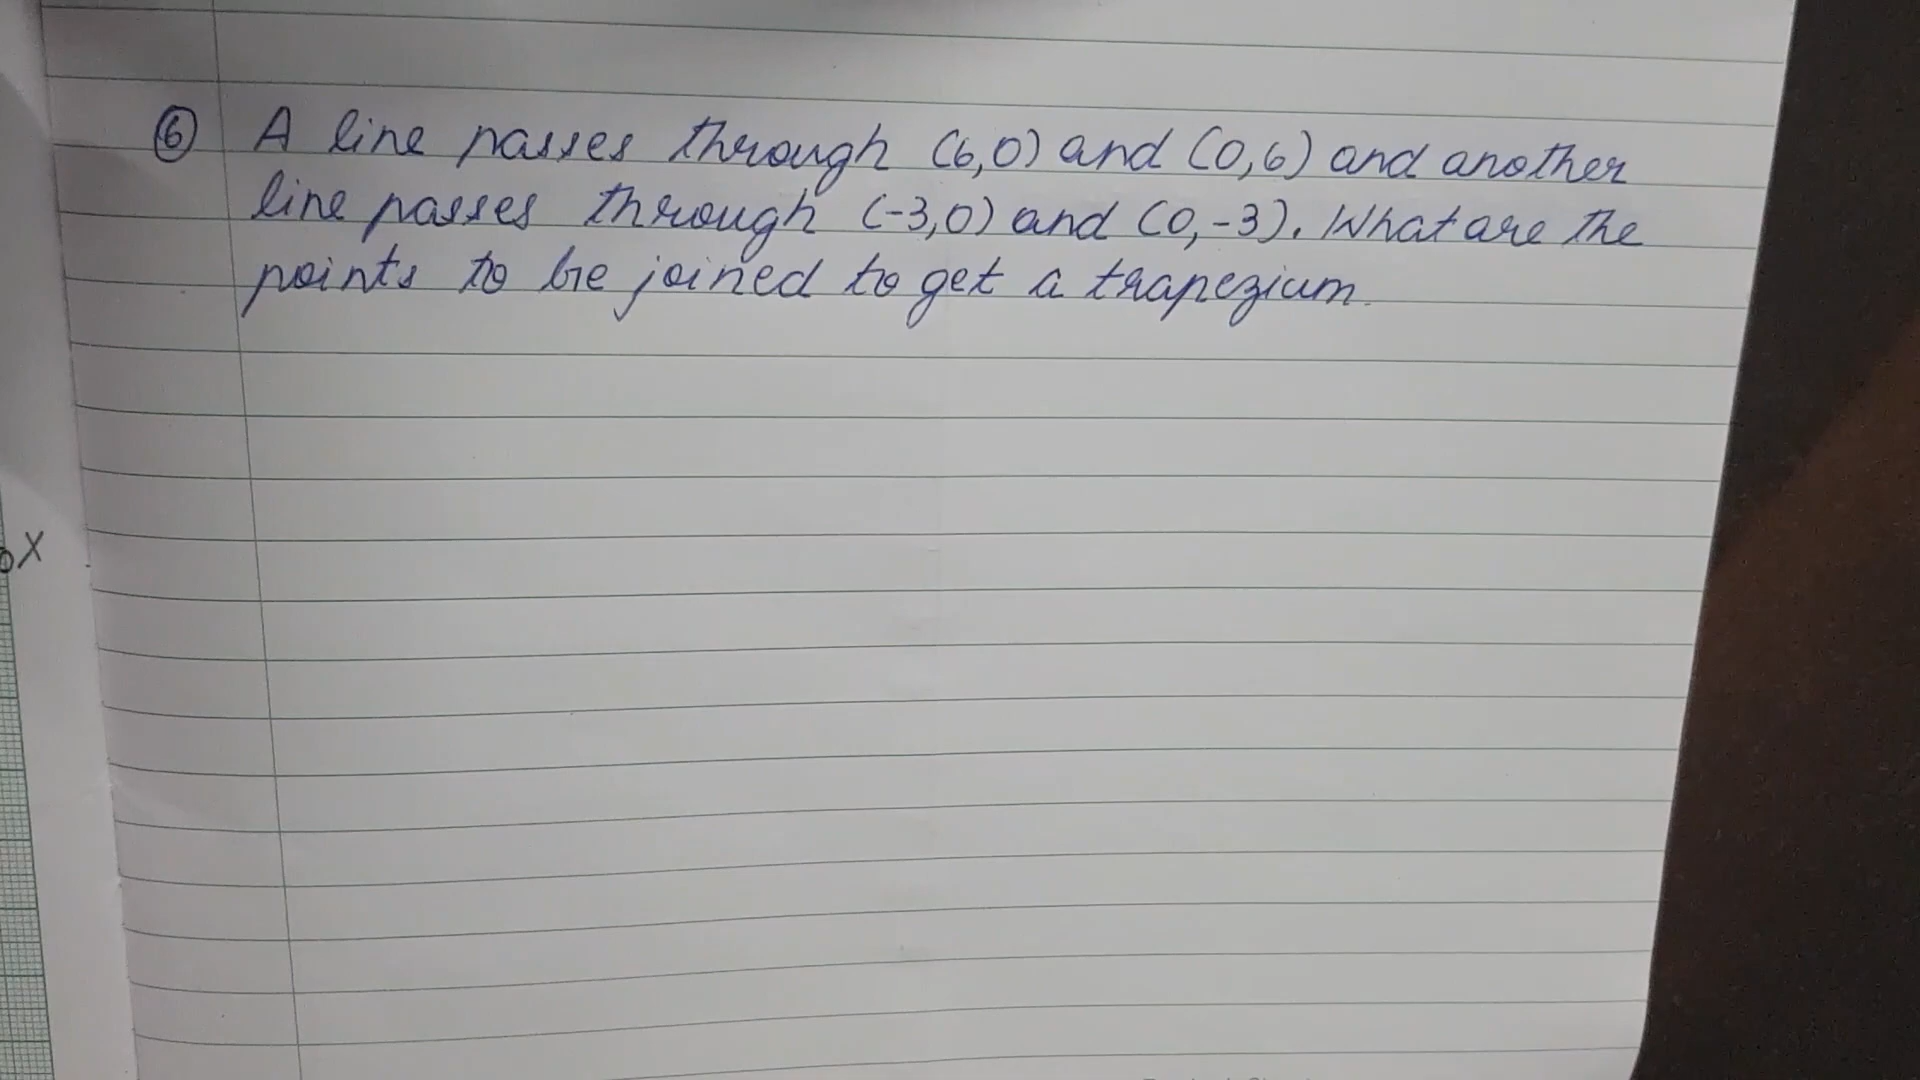 ⑥ A line passes through (6,0) and (0,6) and another
line passes through (-3,0) and (0,-3). What are the
points to be joined to get a trapezium.
X